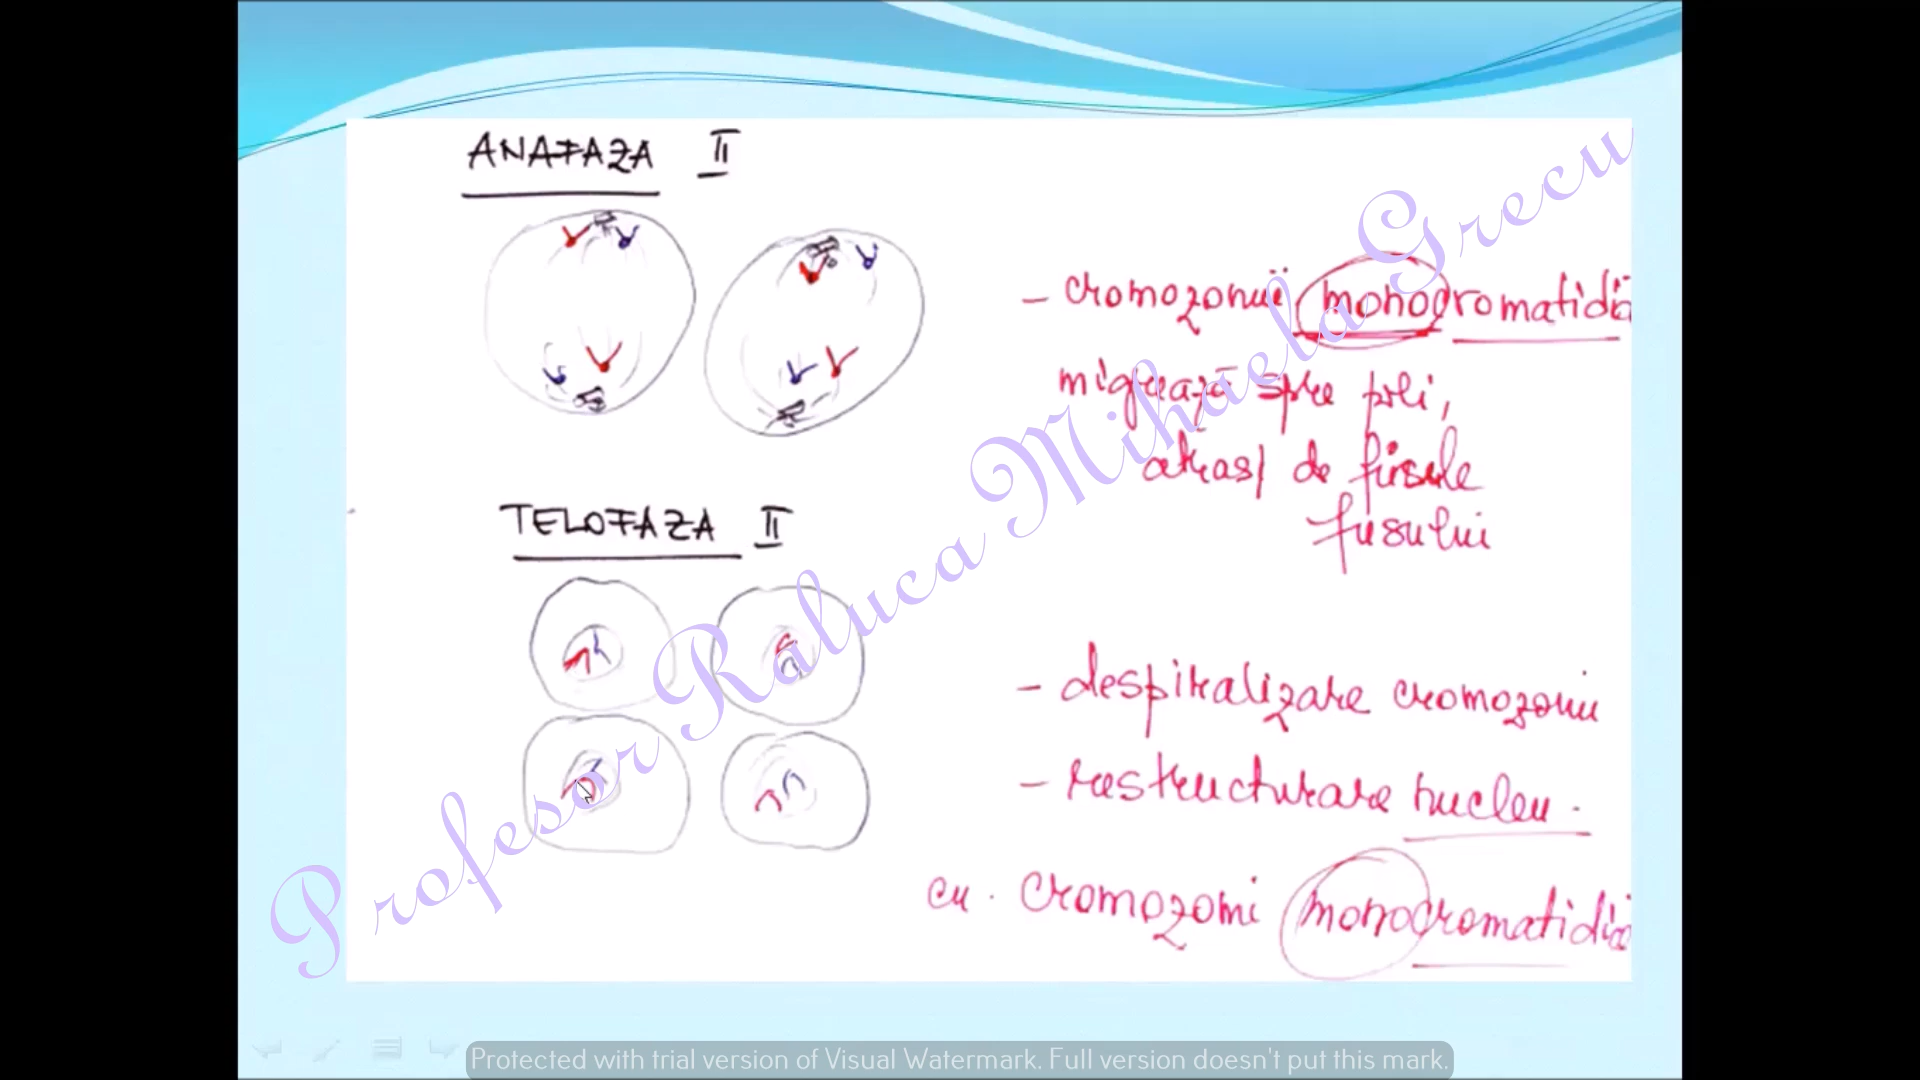 ANAFAZA II
- cromozomii monocromatidici
migrează spre poli,
atrași de firele
fusului
TELOFAZA II
- despiralizare cromozomi
- restructurare nucleu.
cu cromozomi monocromatidici
Profesor Raluca Mihaela Grecu
Protected with trial version of Visual Watermark. Full version doesn't put this mark.